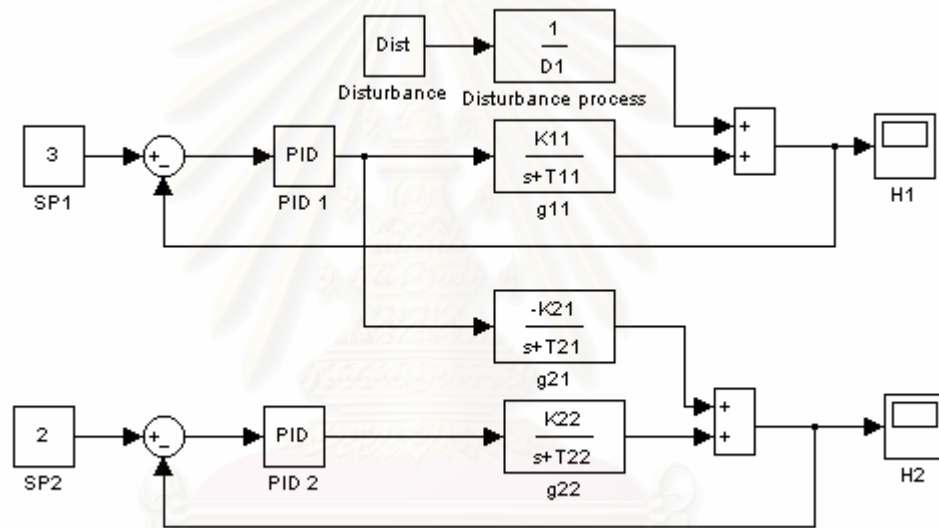 Dist
1
D1
Disturbance
Disturbance process
3
SP1
+
−
PID
PID 1
K11
s+T11
g11
+
+
H1
-K21
s+T21
g21
2
SP2
+
−
PID
PID 2
K22
s+T22
g22
+
+
H2